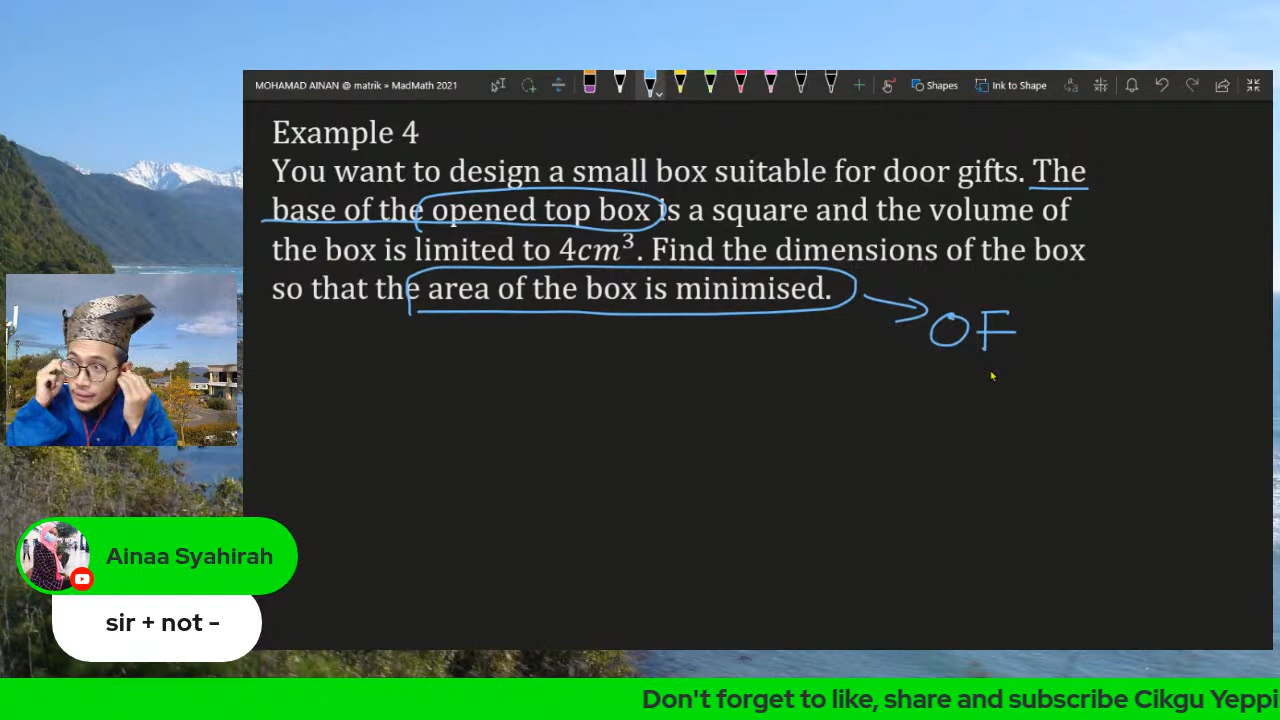 MOHAMAD AINAN @ matrik » MadMath 2021
Shapes
Ink to Shape
Example 4
You want to design a small box suitable for door gifts. The
base of the opened top box is a square and the volume of
the box is limited to 4cm³. Find the dimensions of the box
so that the area of the box is minimised.
OF
Ainaa Syahirah
sir + not -
Don't forget to like, share and subscribe Cikgu Yeppi